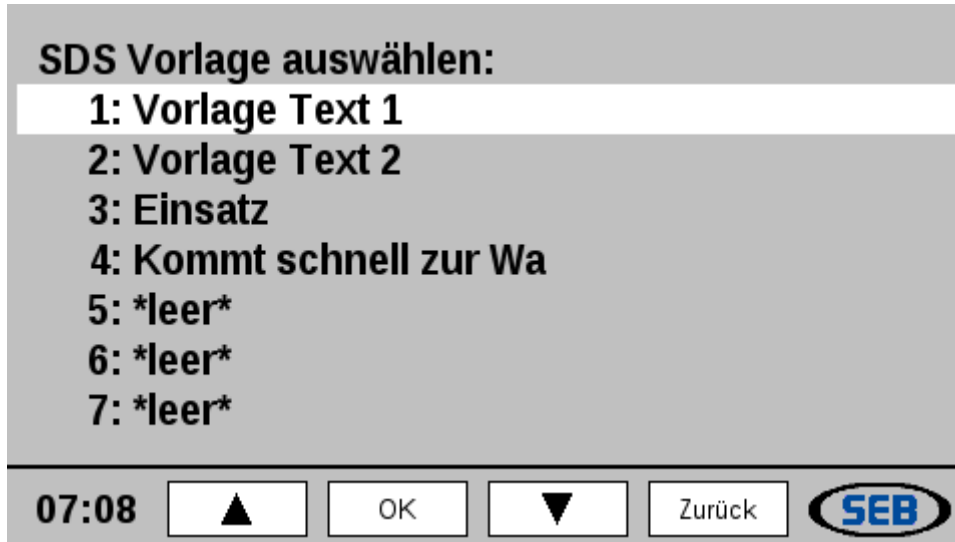 SDS Vorlage auswählen:
1: Vorlage Text 1
2: Vorlage Text 2
3: Einsatz
4: Kommt schnell zur Wa
5: *leer*
6: *leer*
7: *leer*
07:08 ▲ OK ▼ Zurück SEB